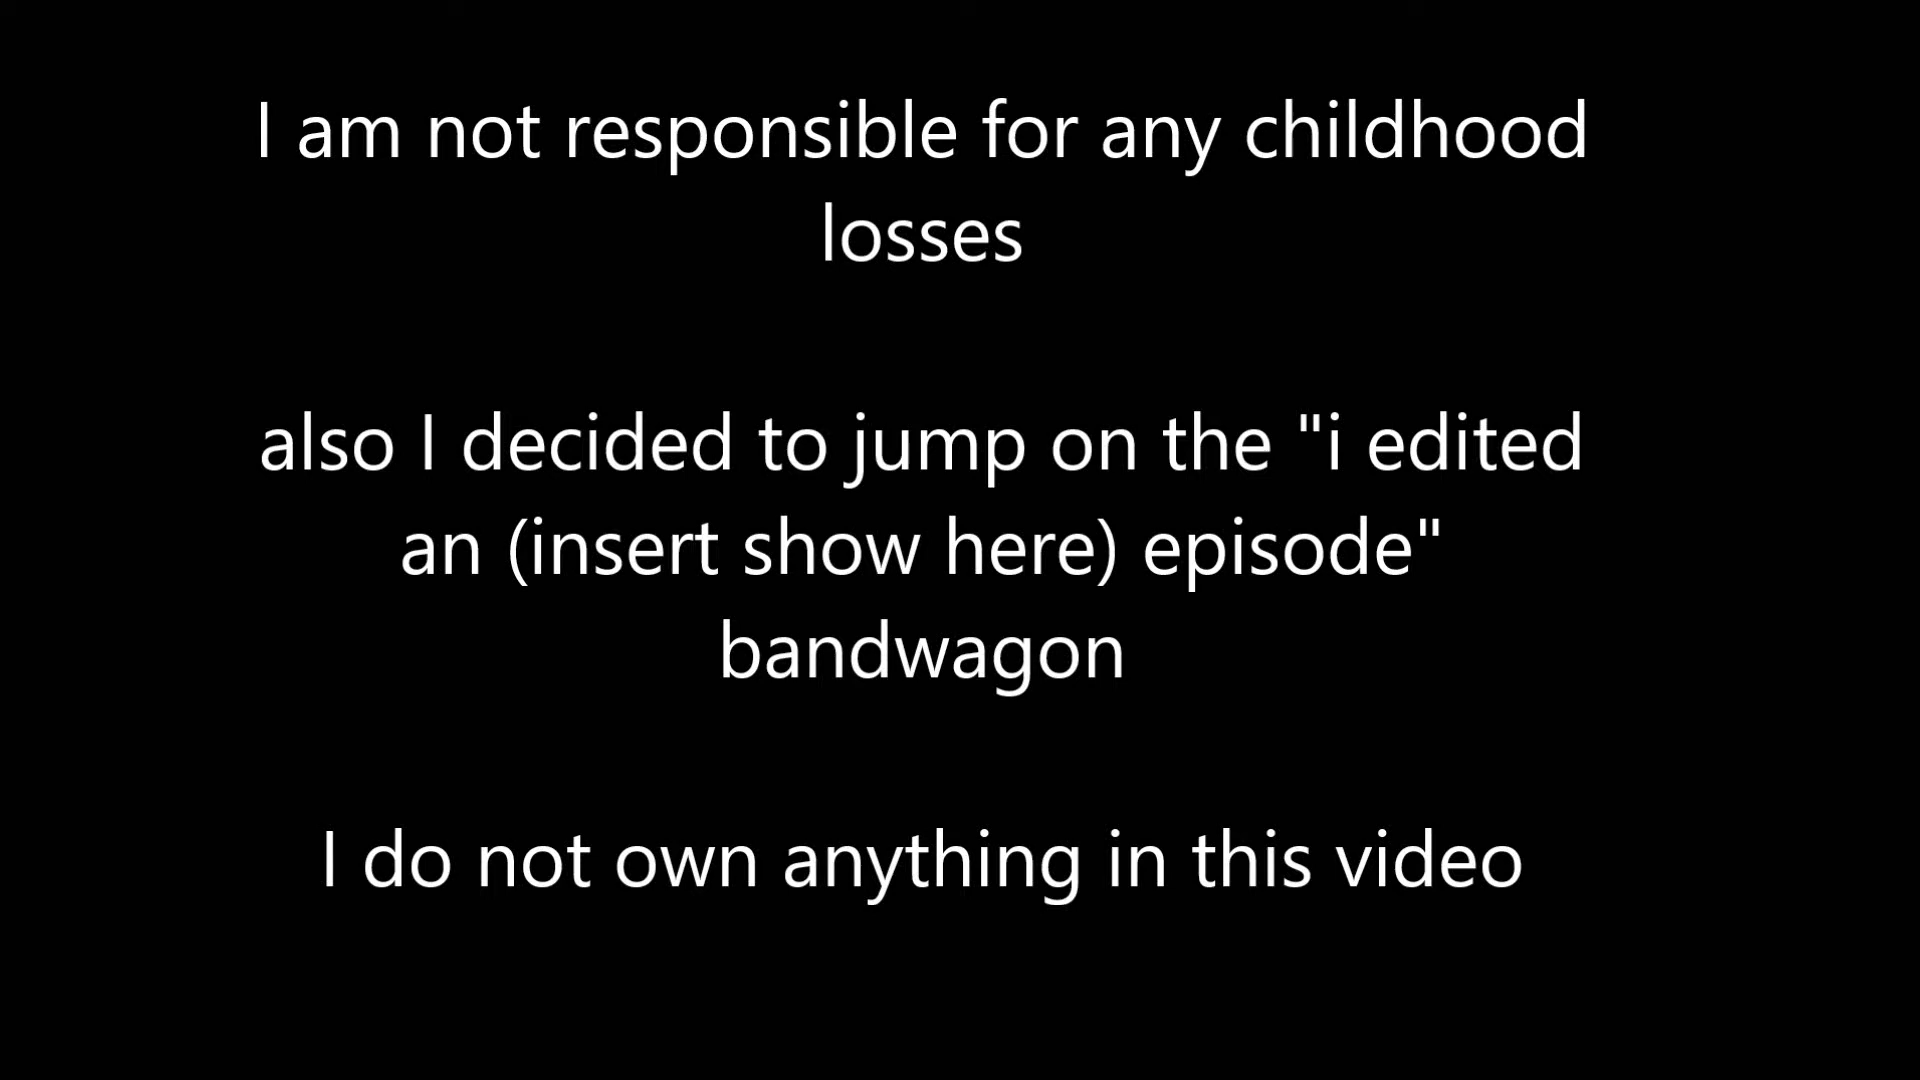 I am not responsible for any childhood
losses
also I decided to jump on the "i edited
an (insert show here) episode"
bandwagon
I do not own anything in this video